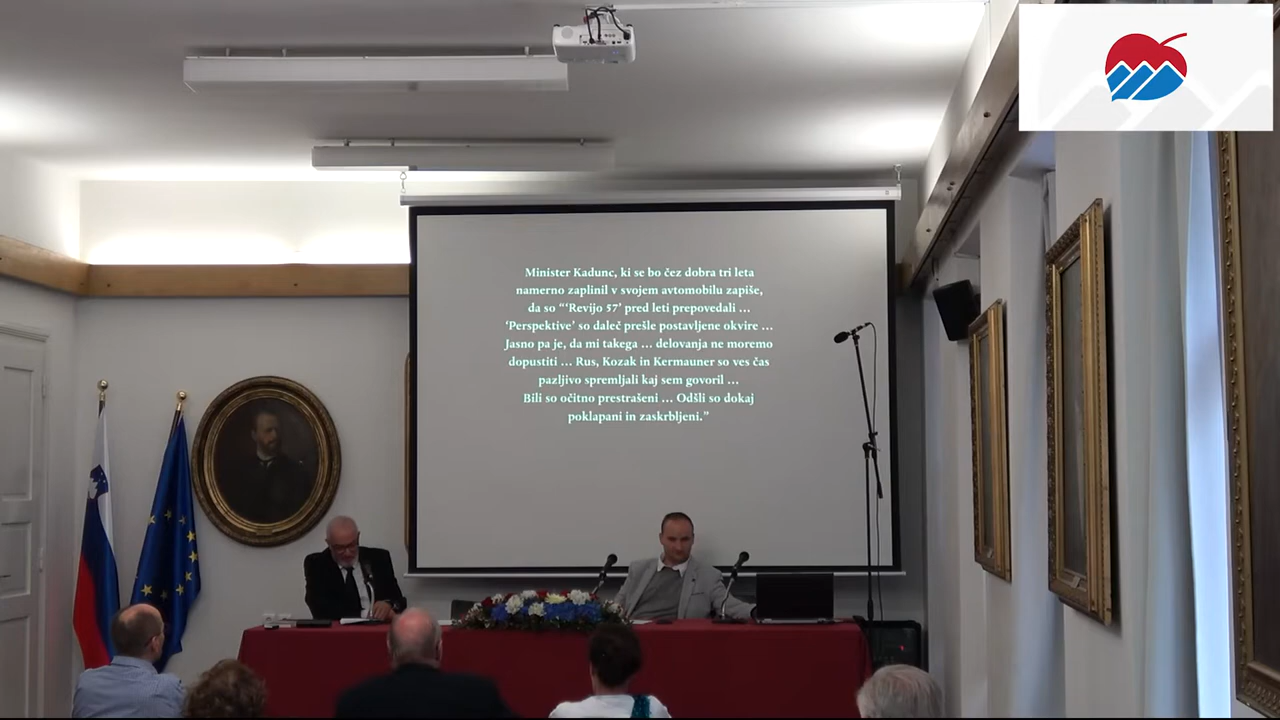 Minister Kadunc, ki se bo čez dobra tri leta
namerno zaplinil v svojem avtomobilu zapiše,
da so “‘Revijo 57’ pred leti prepovedali ...
‘Perspektive’ so daleč prešle postavljene okvire ...
Jasno pa je, da mi takega ... delovanja ne moremo
dopustiti ... Rus, Kozak in Kermauner so ves čas
pazljivo spremljali kaj sem govoril ...
Bili so očitno prestrašeni ... Odšli so dokaj
poklapani in zaskrbljeni.”